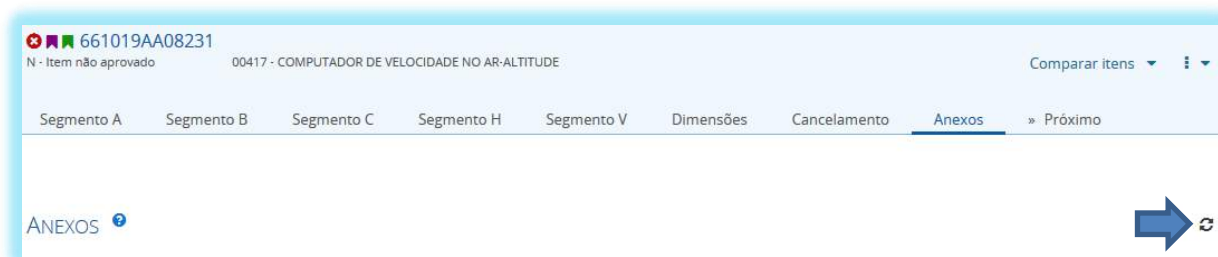 661019AA08231
N - Item não aprovado 00417 - COMPUTADOR DE VELOCIDADE NO AR-ALTITUDE
Comparar itens
Segmento A Segmento B Segmento C Segmento H Segmento V Dimensões Cancelamento Anexos » Próximo
ANEXOS ?